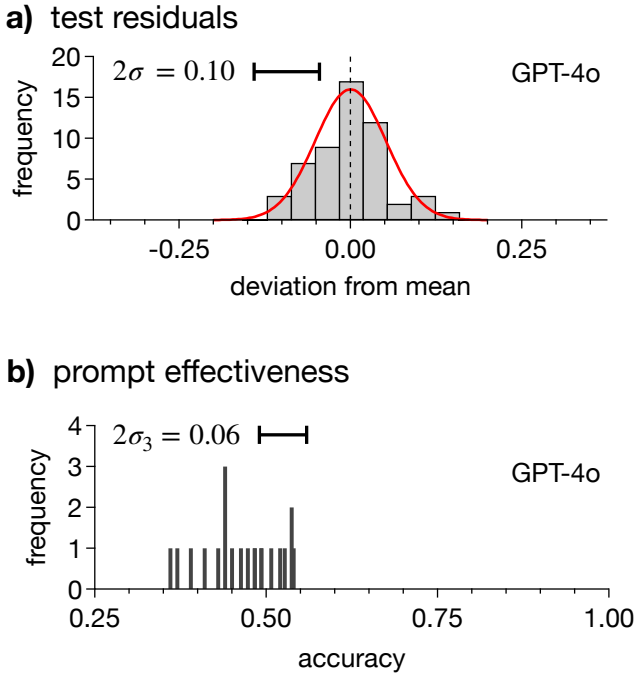 a) test residuals
20
15
10
5
0
frequency
2σ = 0.10
GPT-4o
-0.25
0.00
0.25
deviation from mean
b) prompt effectiveness
4
3
2
1
0
frequency
2σ₃ = 0.06
GPT-4o
0.25
0.50
0.75
1.00
accuracy